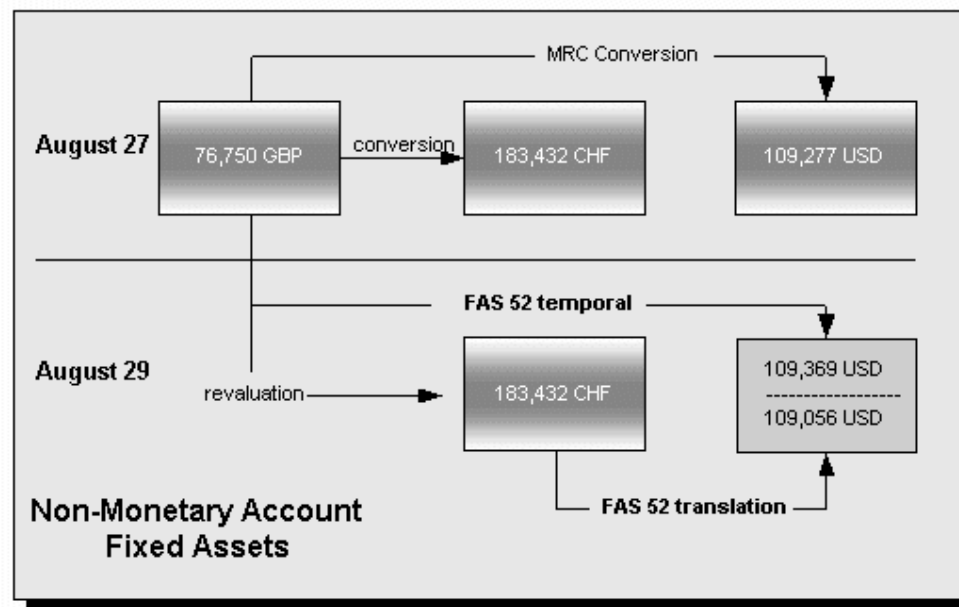 MRC Conversion
August 27
76,750 GBP
conversion
183,432 CHF
109,277 USD
FAS 52 temporal
August 29
revaluation
183,432 CHF
109,369 USD
--------------------
109,056 USD
FAS 52 translation
Non-Monetary Account
Fixed Assets